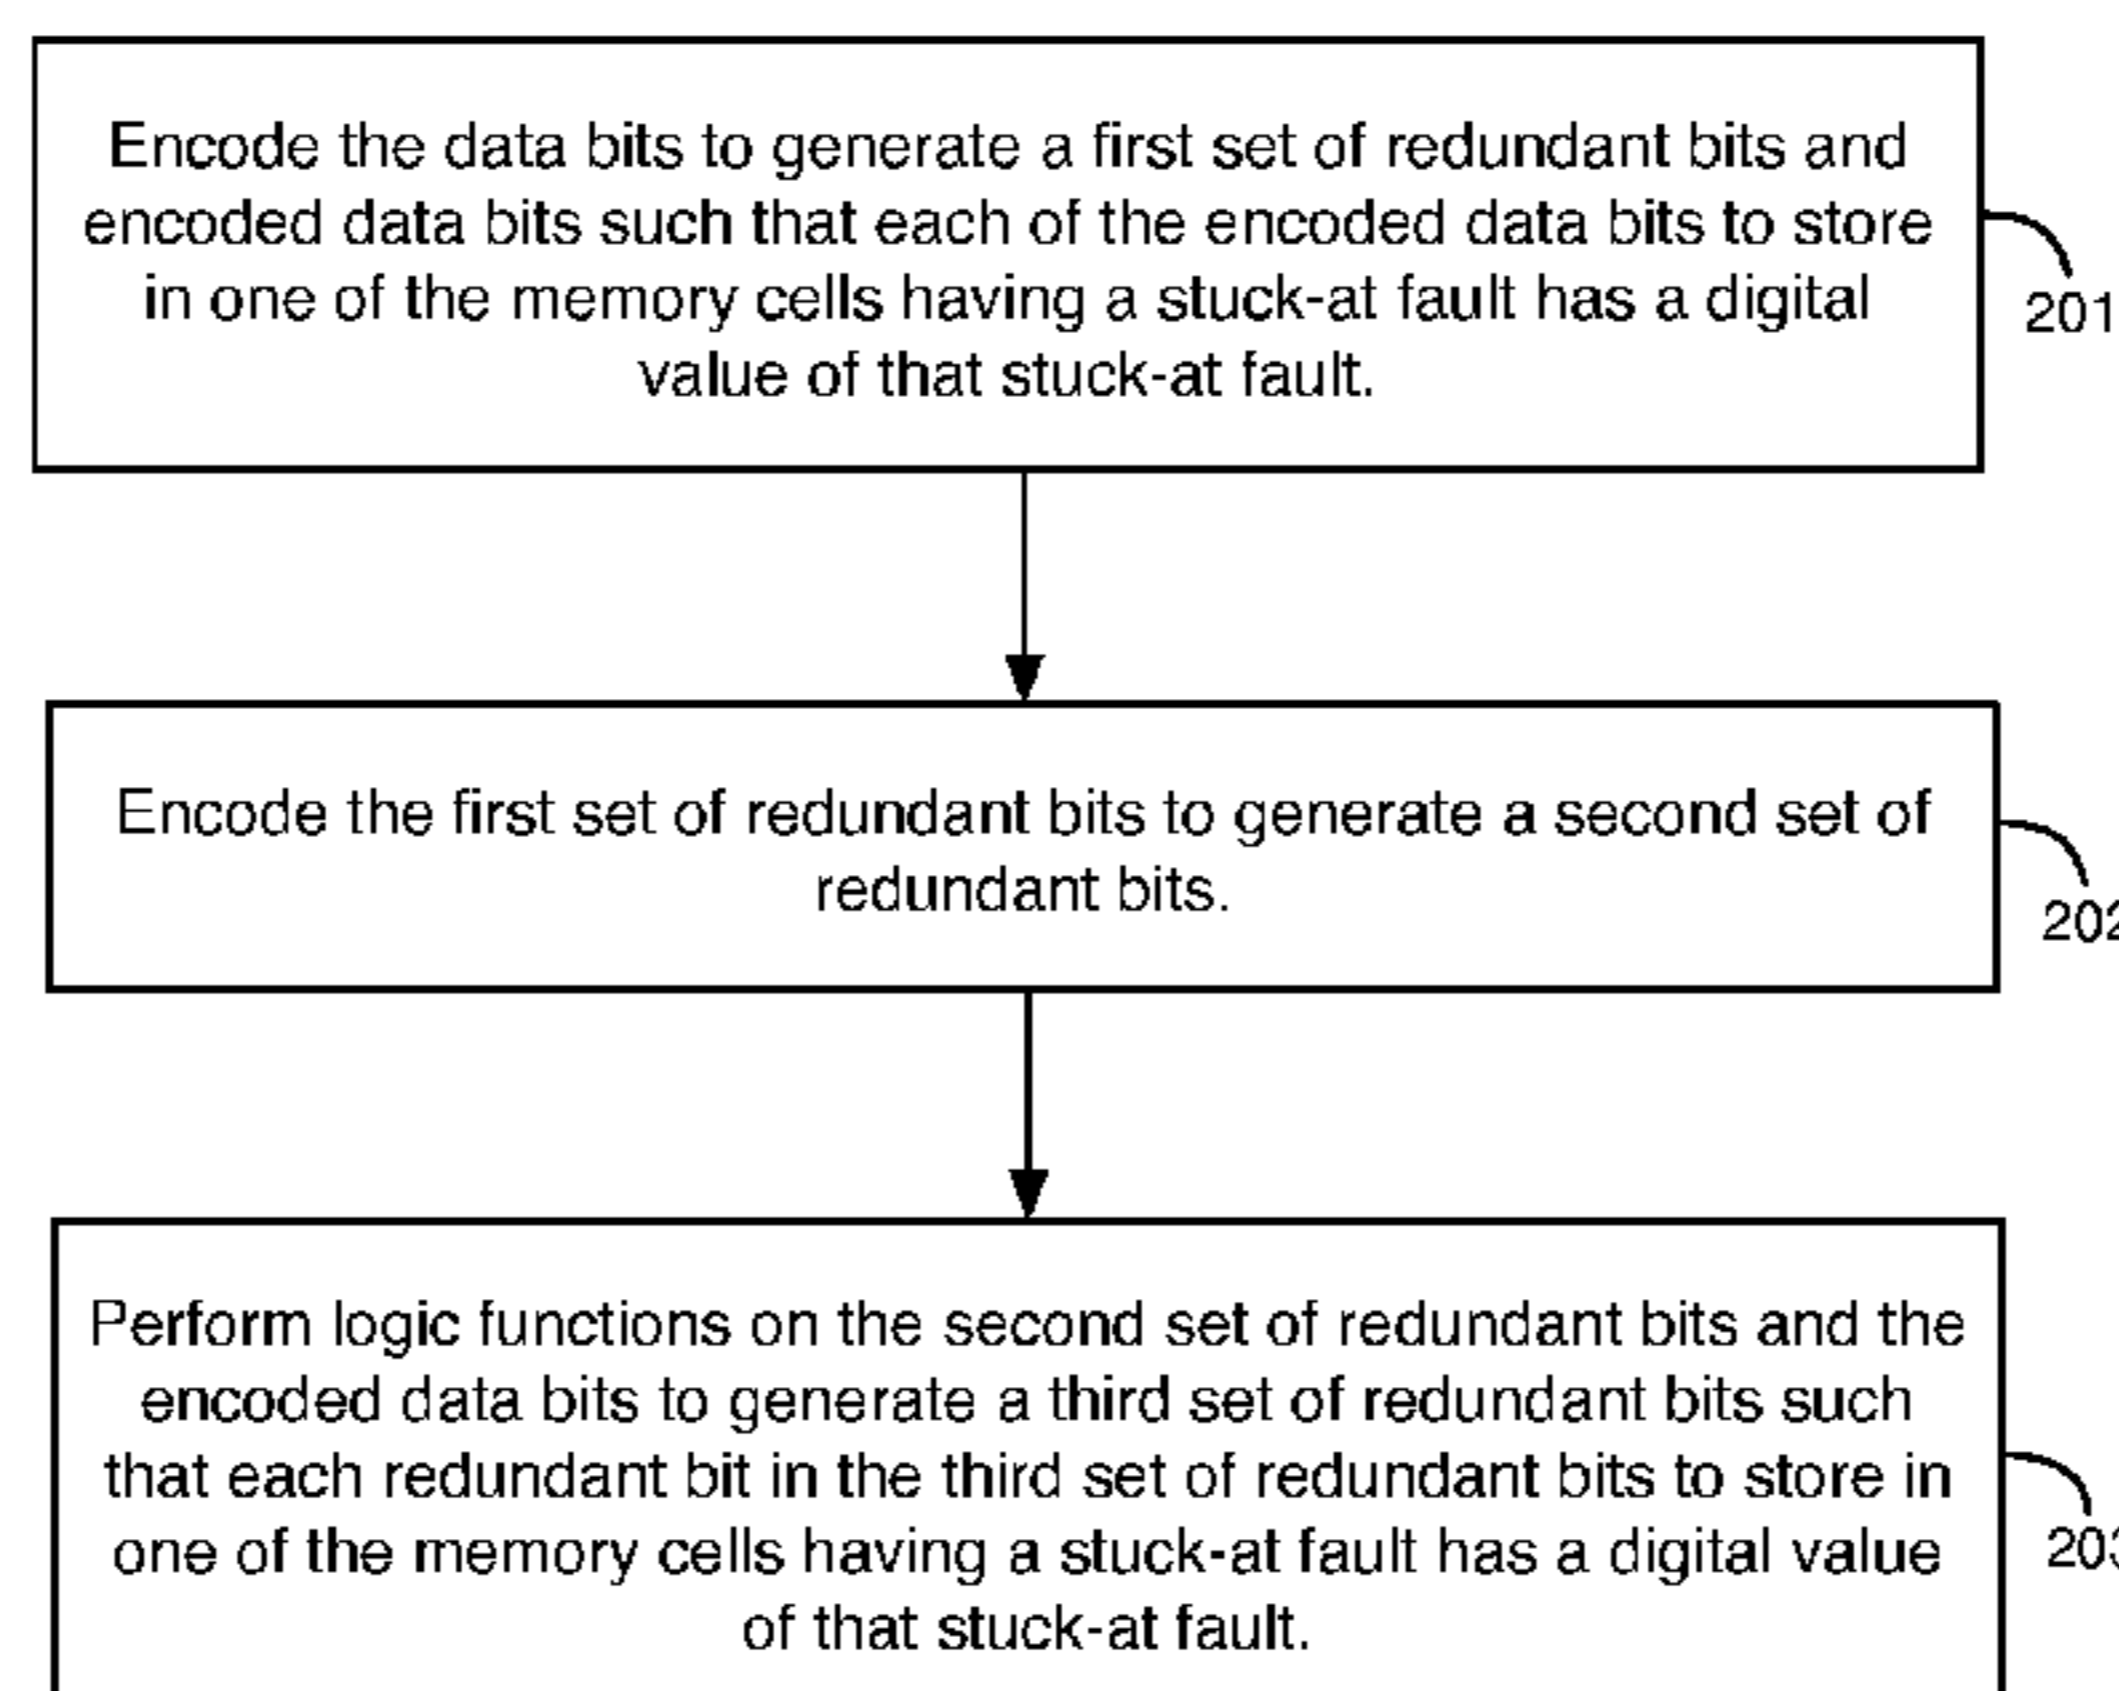 Encode the data bits to generate a first set of redundant bits and
encoded data bits such that each of the encoded data bits to store
in one of the memory cells having a stuck-at fault has a digital
value of that stuck-at fault.
201
Encode the first set of redundant bits to generate a second set of
redundant bits.
202
Perform logic functions on the second set of redundant bits and the
encoded data bits to generate a third set of redundant bits such
that each redundant bit in the third set of redundant bits to store in
one of the memory cells having a stuck-at fault has a digital value
of that stuck-at fault.
203